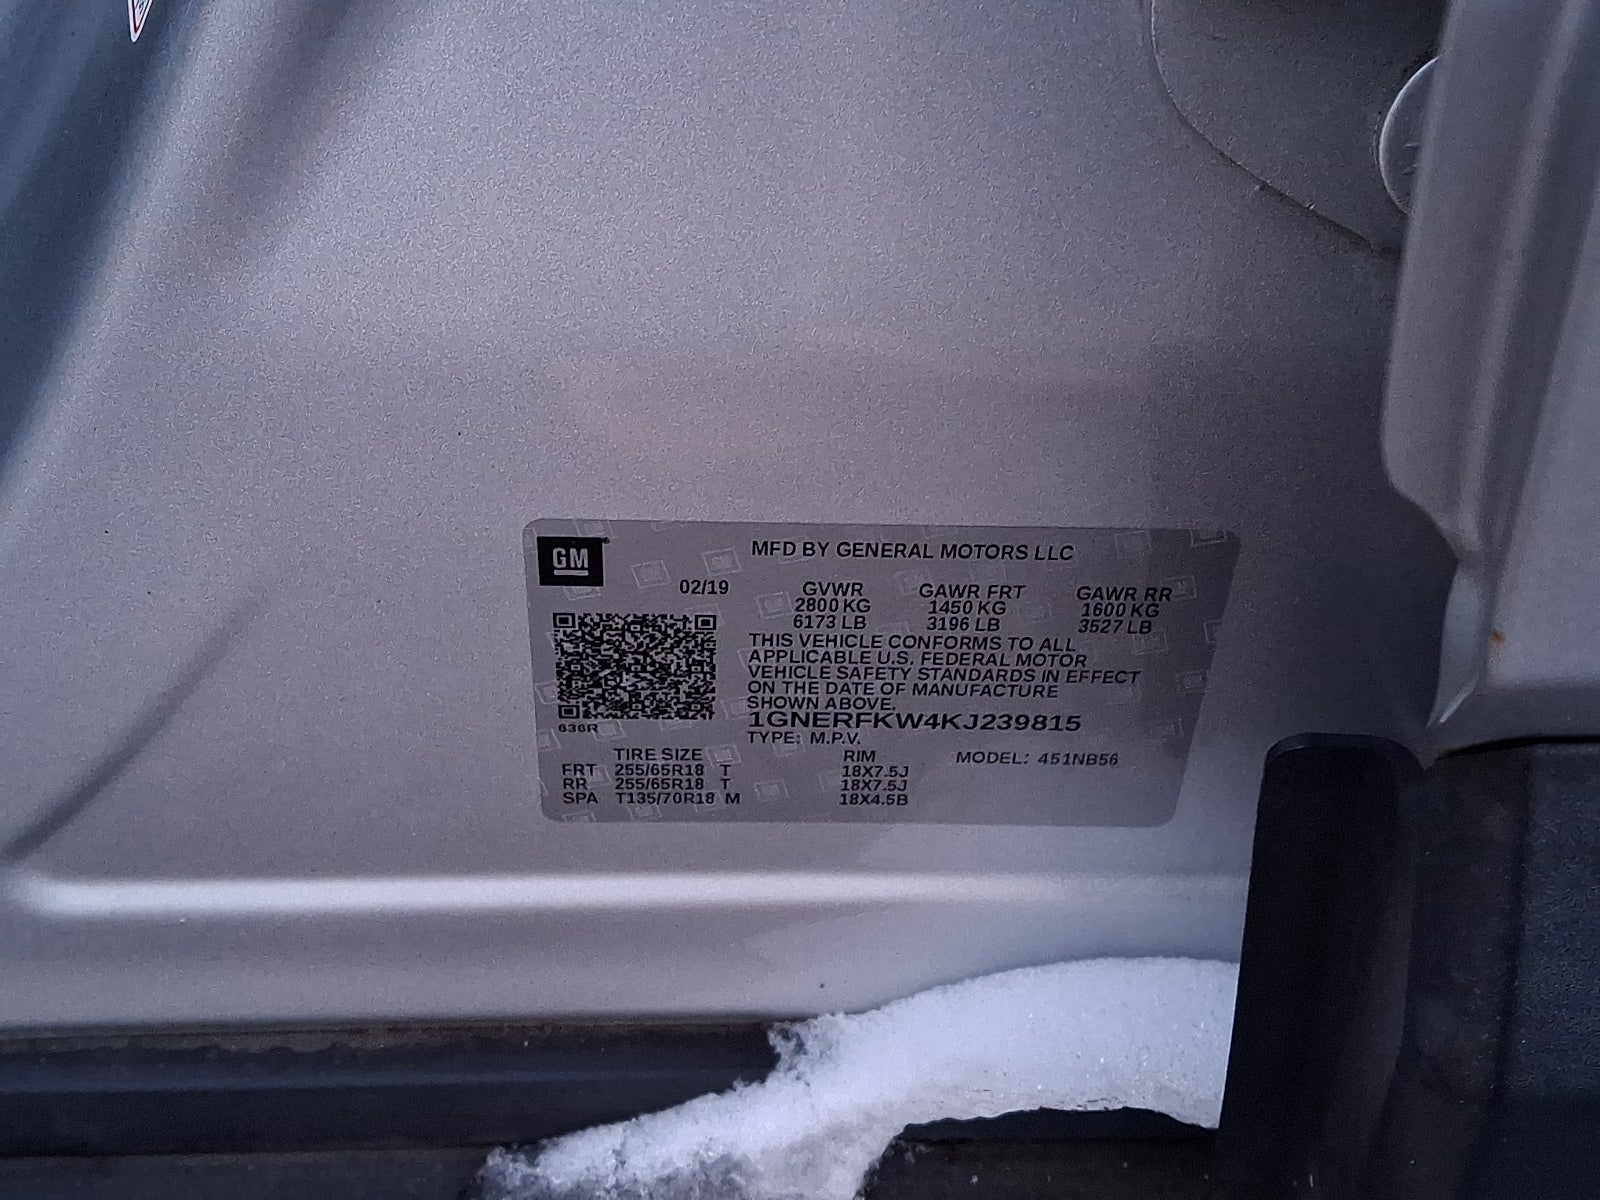 GM
MFD BY GENERAL MOTORS LLC
02/19 GVWR GAWR FRT GAWR RR
2800 KG 1450 KG 1600 KG
6173 LB 3196 LB 3527 LB
THIS VEHICLE CONFORMS TO ALL
APPLICABLE U.S. FEDERAL MOTOR
VEHICLE SAFETY STANDARDS IN EFFECT
ON THE DATE OF MANUFACTURE
SHOWN ABOVE.
1GNERFKW4KJ239815
636R
TYPE: M.P.V.
TIRE SIZE RIM MODEL: 451NB56
FRT 255/65R18 T 18X7.5J
RR 255/65R18 T 18X7.5J
SPA T135/70R18 M 18X4.5B